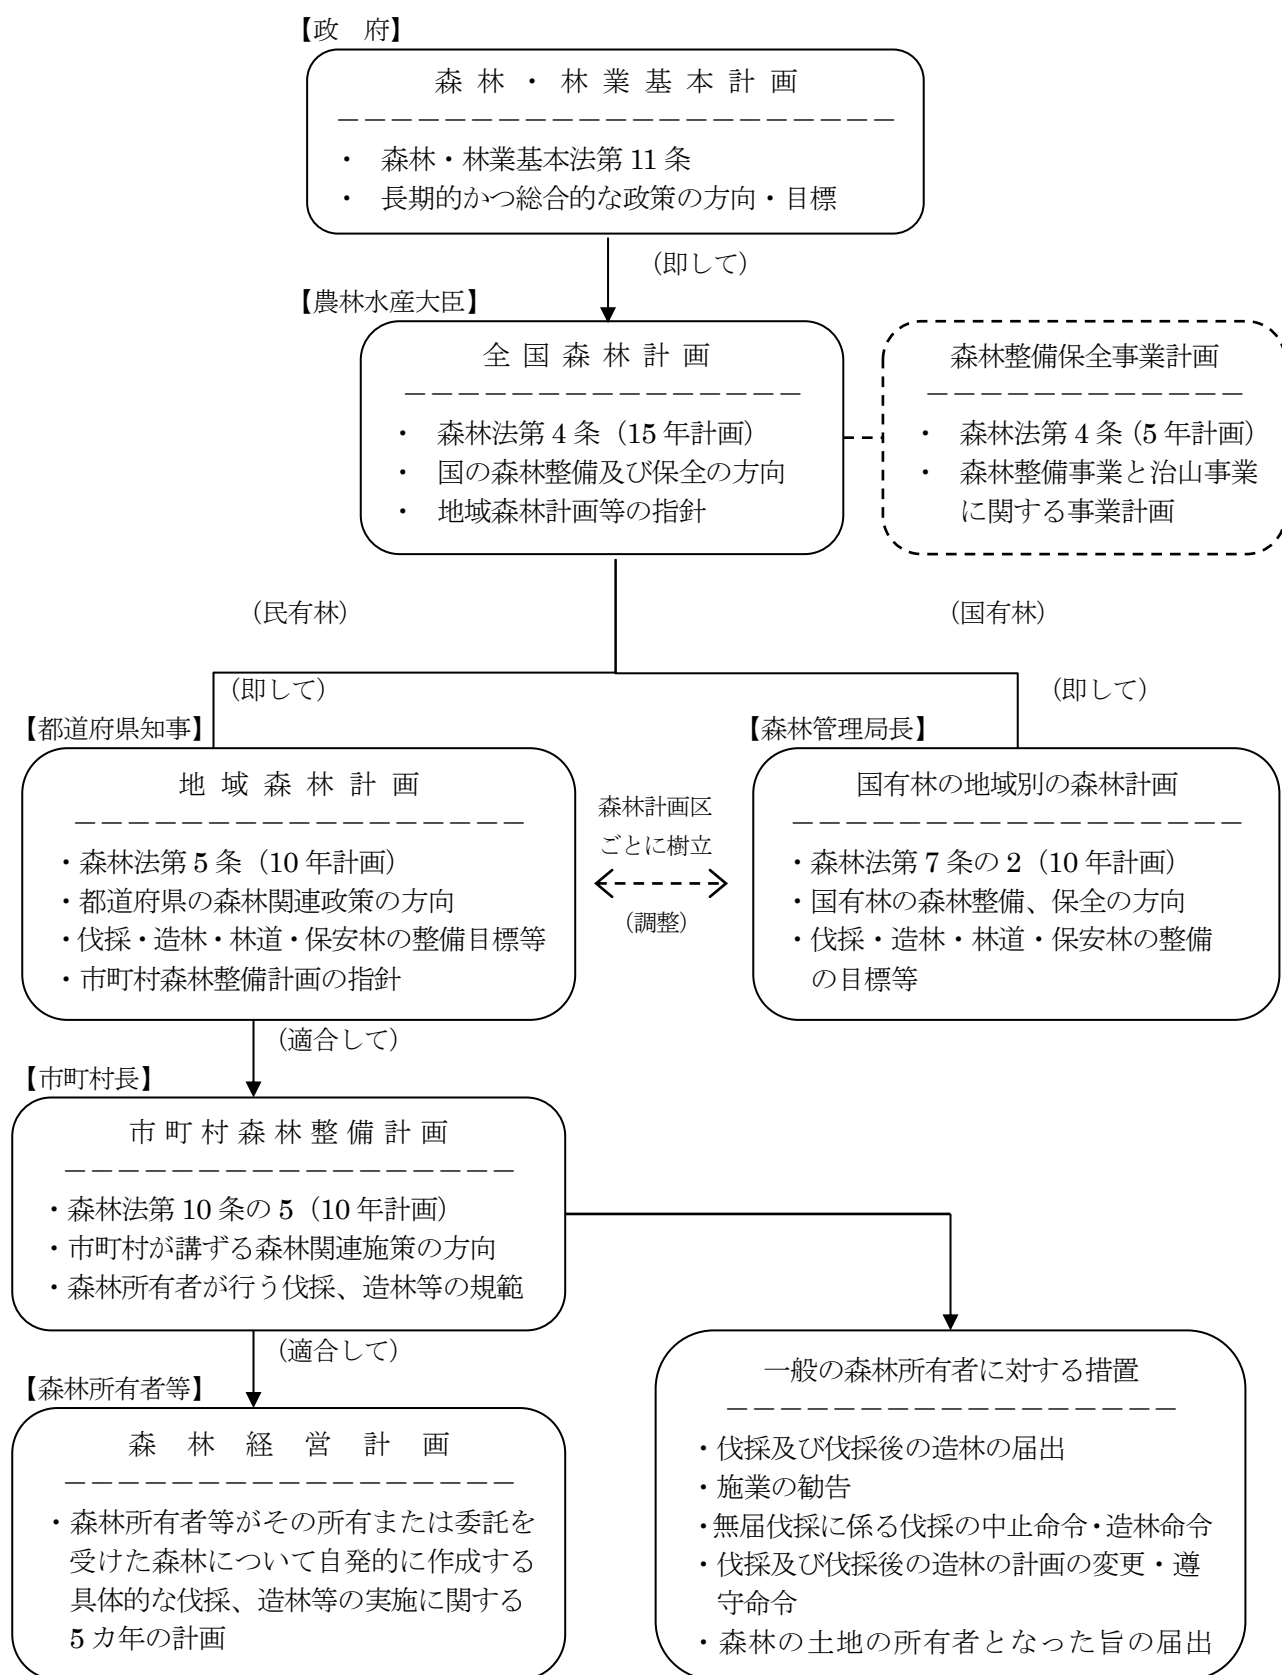 【政　府】
森林・林業基本計画
・ 森林・林業基本法第 11 条
・ 長期的かつ総合的な政策の方向・目標
（即して）
【農林水産大臣】
全国森林計画
・ 森林法第 4 条（15 年計画）
・ 国の森林整備及び保全の方向
・ 地域森林計画等の指針
森林整備保全事業計画
・ 森林法第 4 条（5 年計画）
・ 森林整備事業と治山事業
に関する事業計画
（民有林）
（国有林）
（即して）
（即して）
【都道府県知事】
地域森林計画
・森林法第 5 条（10 年計画）
・都道府県の森林関連政策の方向
・伐採・造林・林道・保安林の整備目標等
・市町村森林整備計画の指針
森林計画区
ごとに樹立
（調整）
【森林管理局長】
国有林の地域別の森林計画
・森林法第 7 条の 2（10 年計画）
・国有林の森林整備、保全の方向
・伐採・造林・林道・保安林の整備
の目標等
（適合して）
【市町村長】
市町村森林整備計画
・森林法第 10 条の 5（10 年計画）
・市町村が講ずる森林関連施策の方向
・森林所有者が行う伐採、造林等の規範
（適合して）
【森林所有者等】
森林経営計画
・森林所有者等がその所有または委託を
受けた森林について自発的に作成する
具体的な伐採、造林等の実施に関する
5 カ年の計画
一般の森林所有者に対する措置
・伐採及び伐採後の造林の届出
・施業の勧告
・無届伐採に係る伐採の中止命令・造林命令
・伐採及び伐採後の造林の計画の変更・遵
守命令
・森林の土地の所有者となった旨の届出